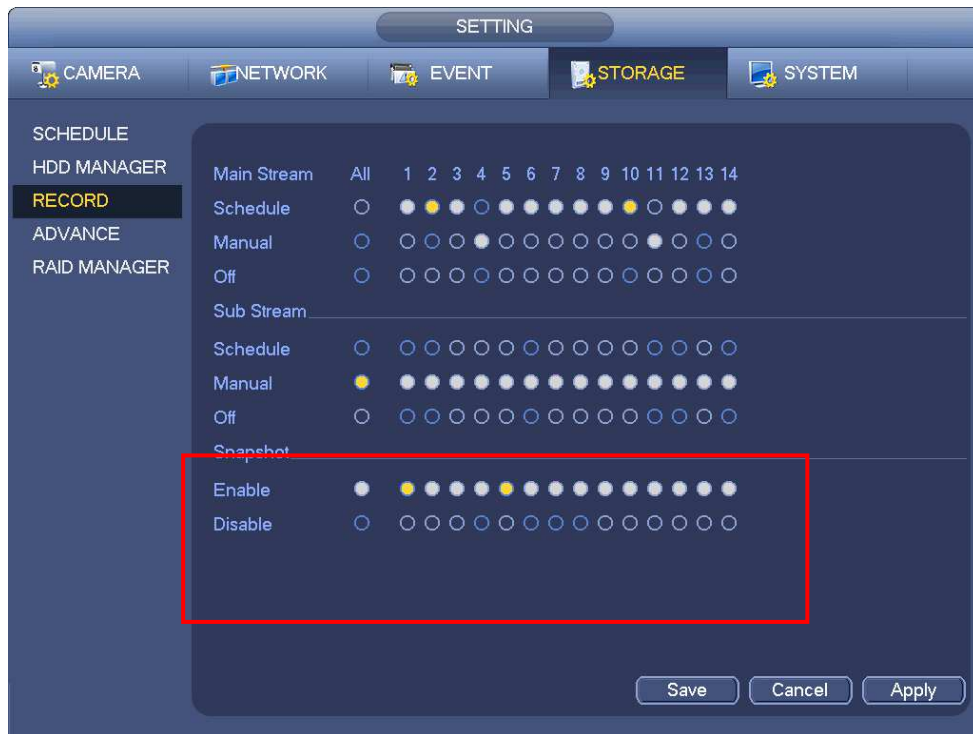 SETTING
CAMERA NETWORK EVENT STORAGE SYSTEM
SCHEDULE
HDD MANAGER
RECORD
ADVANCE
RAID MANAGER
Main Stream All 1 2 3 4 5 6 7 8 9 10 11 12 13 14
Schedule
Manual
Off
Sub Stream
Schedule
Manual
Off
Snapshot
Enable
Disable
Save Cancel Apply